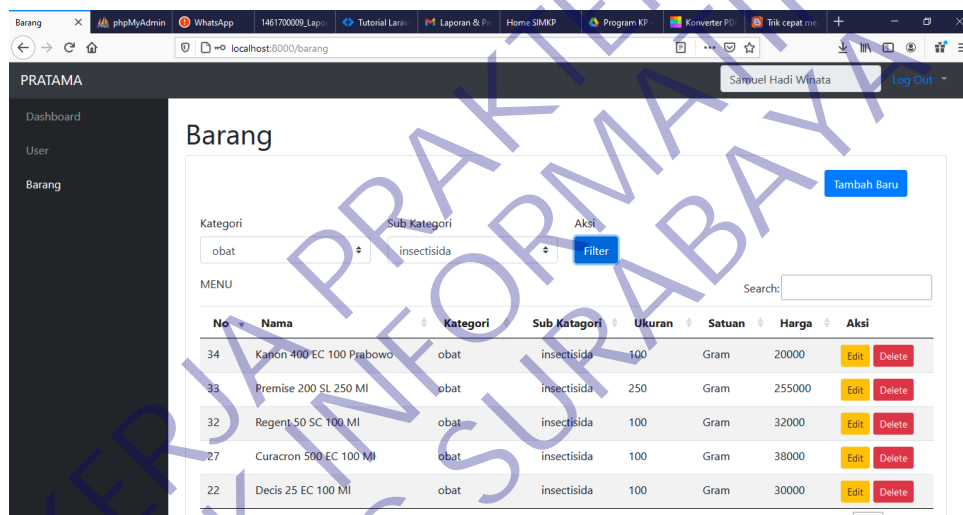 Barang
phpMyAdmin
WhatsApp
1461700009_Lapo
Tutorial Larav
Laporan & Pr
Home SIMKP
Program KP -
Konverter PDF
Trik cepat me
localhost:8000/barang
PRATAMA
Samuel Hadi Winata
Log Out
Dashboard
User
Barang
Barang
Tambah Baru
Kategori Sub Kategori Aksi
obat insectisida Filter
MENU
Search:
No Nama Kategori Sub Katagori Ukuran Satuan Harga Aksi
34 Kanon 400 EC 100 Prabowo obat insectisida 100 Gram 20000 Edit Delete
33 Premise 200 SL 250 Ml obat insectisida 250 Gram 255000 Edit Delete
32 Regent 50 SC 100 Ml obat insectisida 100 Gram 32000 Edit Delete
27 Curacron 500 EC 100 Ml obat insectisida 100 Gram 38000 Edit Delete
22 Decis 25 EC 100 Ml obat insectisida 100 Gram 30000 Edit Delete
KERJA PRAKTEK
INFORMATI
SURABAYA